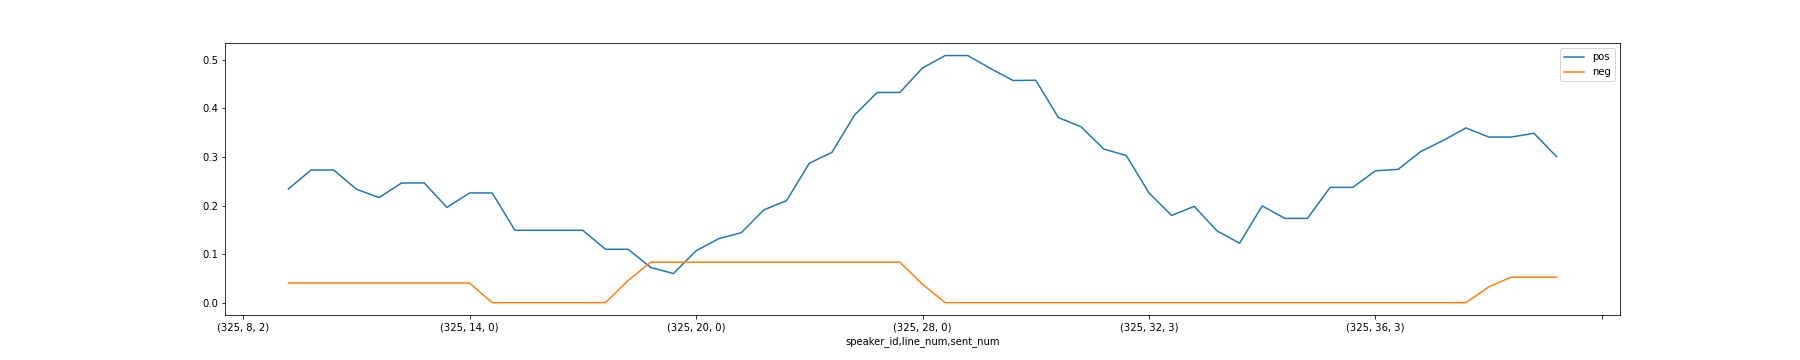 0.5
0.4
0.3
0.2
0.1
0.0
pos
neg
(325, 8, 2) (325, 14, 0) (325, 20, 0) (325, 28, 0) (325, 32, 3) (325, 36, 3)
speaker_id,line_num,sent_num